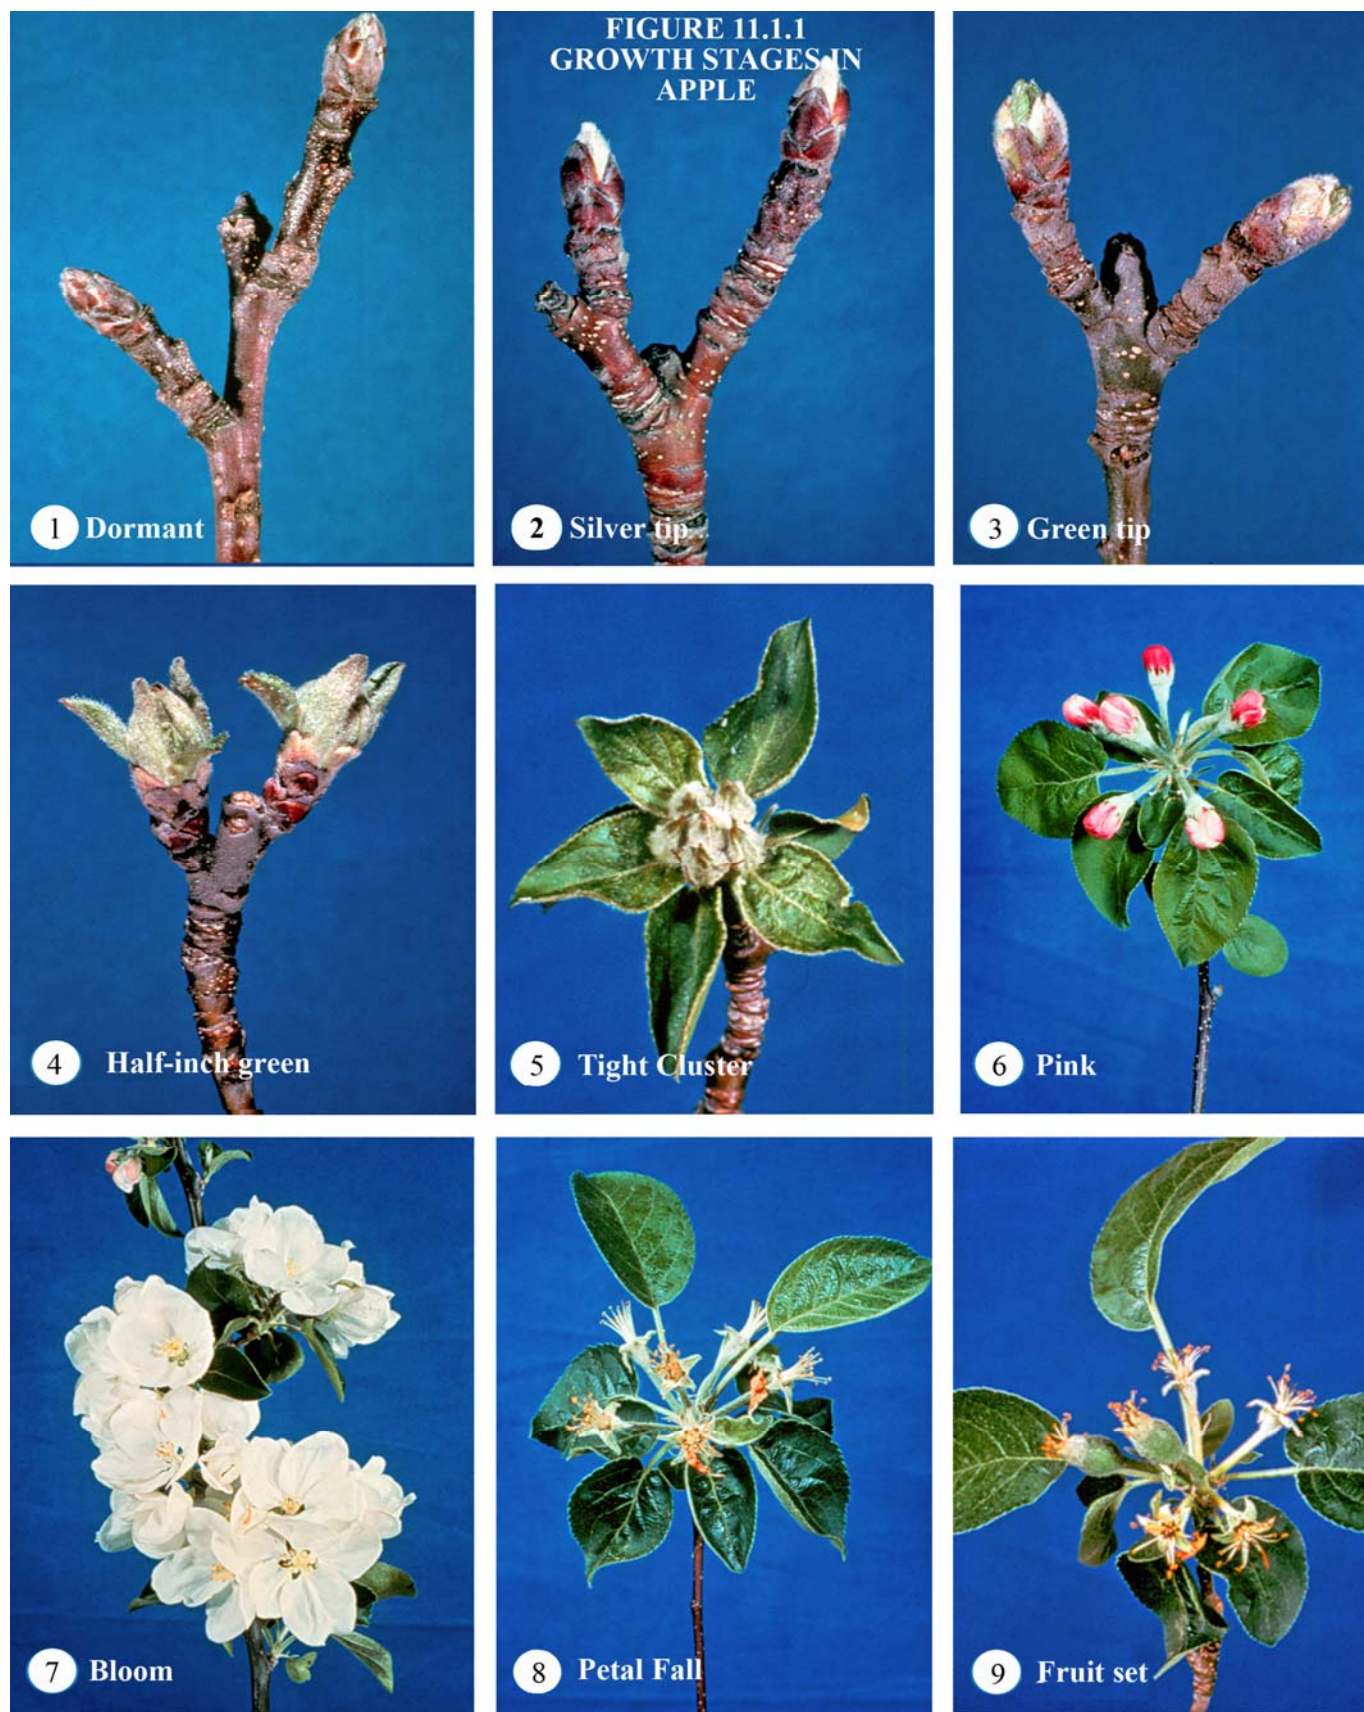 FIGURE 11.1.1
GROWTH STAGES IN
APPLE
1 Dormant
2 Silver tip
3 Green tip
4 Half-inch green
5 Tight Cluster
6 Pink
7 Bloom
8 Petal Fall
9 Fruit set